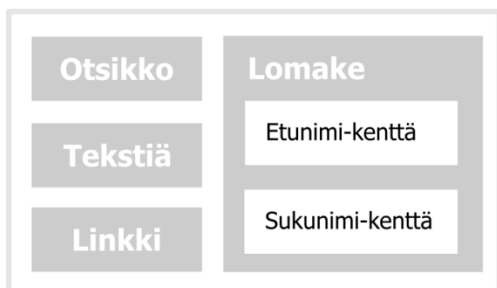 Otsikko
Tekstiä
Linkki
Lomake
Etunimi-kenttä
Sukunimi-kenttä